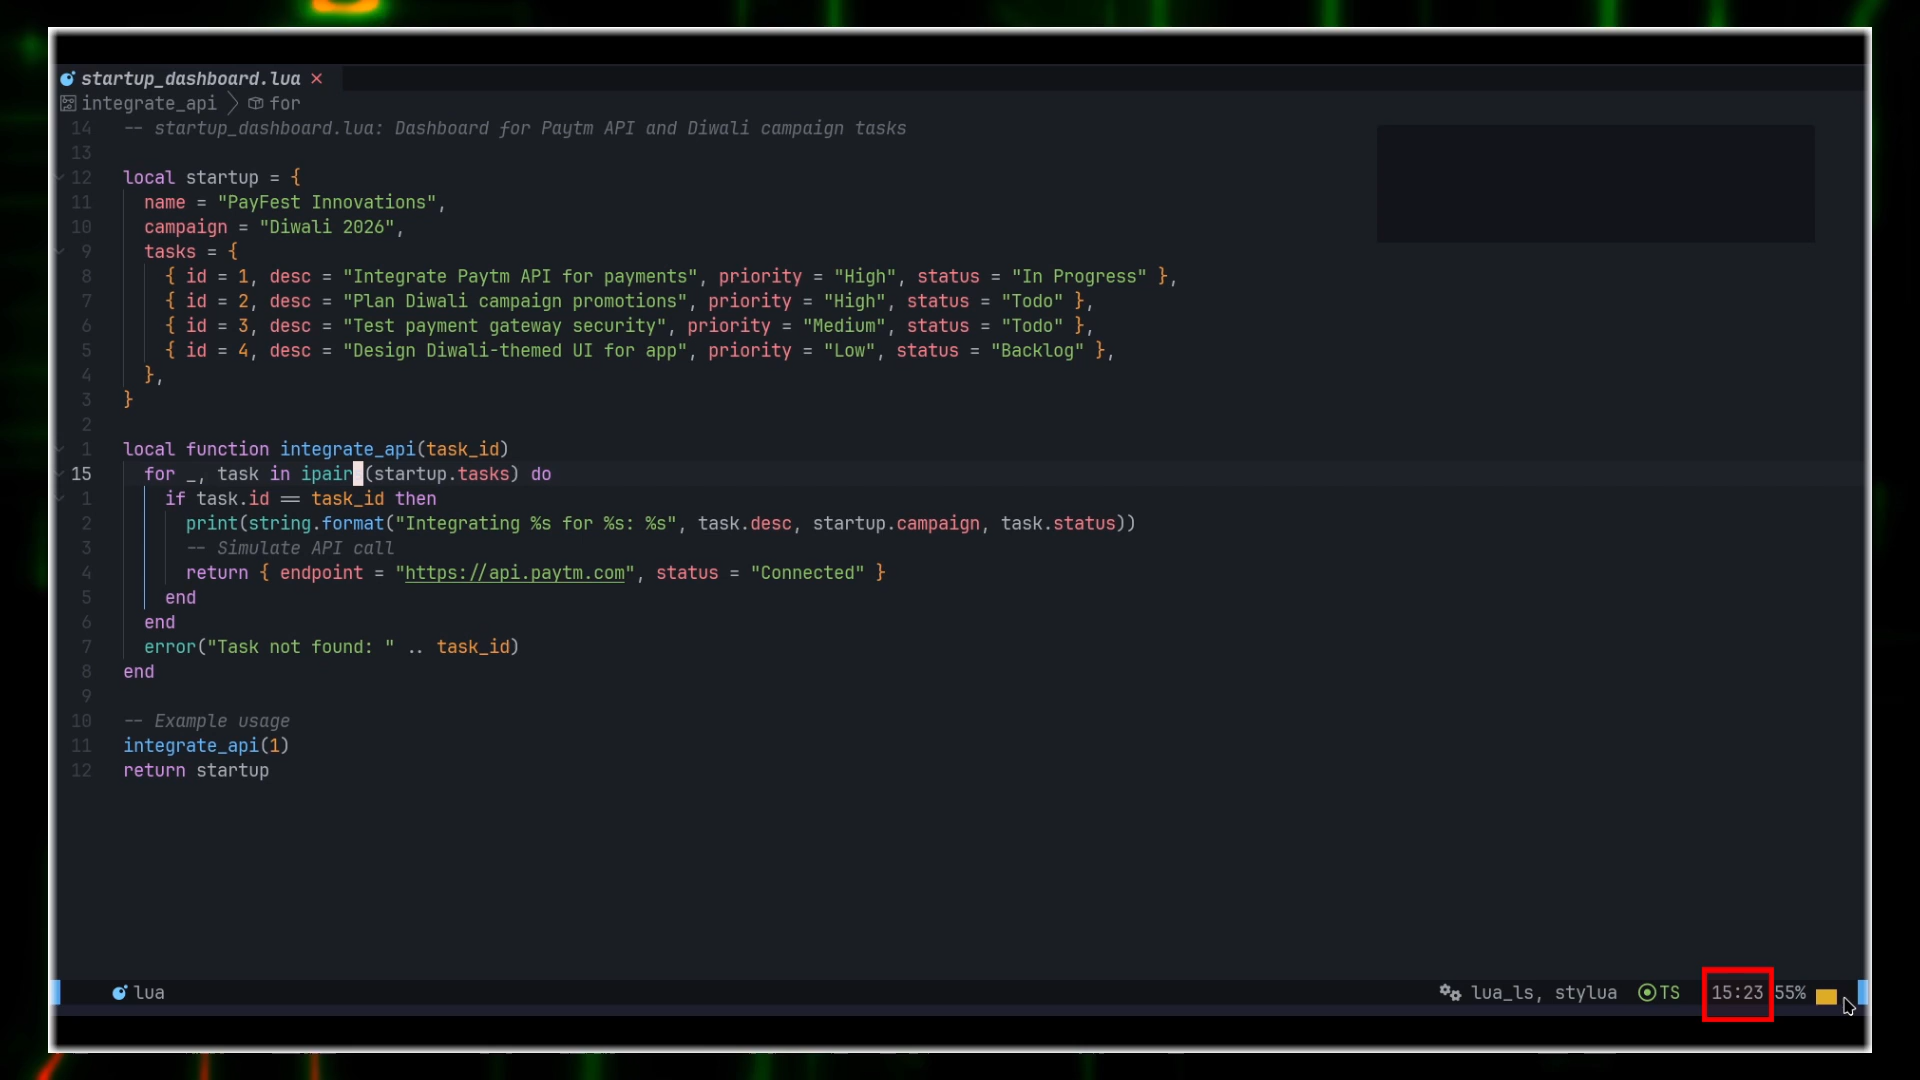 startup_dashboard.lua ×
integrate_api > for
14 -- startup_dashboard.lua: Dashboard for Paytm API and Diwali campaign tasks
13
12 local startup = {
11 name = "PayFest Innovations",
10 campaign = "Diwali 2026",
9 tasks = {
8 { id = 1, desc = "Integrate Paytm API for payments", priority = "High", status = "In Progress" },
7 { id = 2, desc = "Plan Diwali campaign promotions", priority = "High", status = "Todo" },
6 { id = 3, desc = "Test payment gateway security", priority = "Medium", status = "Todo" },
5 { id = 4, desc = "Design Diwali-themed UI for app", priority = "Low", status = "Backlog" },
4 },
3 }
2
1 local function integrate_api(task_id)
15 for _, task in ipairs(startup.tasks) do
1 if task.id == task_id then
2 print(string.format("Integrating %s for %s: %s", task.desc, startup.campaign, task.status))
3 -- Simulate API call
4 return { endpoint = "https://api.paytm.com", status = "Connected" }
5 end
6 end
7 error("Task not found: " .. task_id)
8 end
9
10 -- Example usage
11 integrate_api(1)
12 return startup
lua lua_ls, stylua TS 15:23 55%